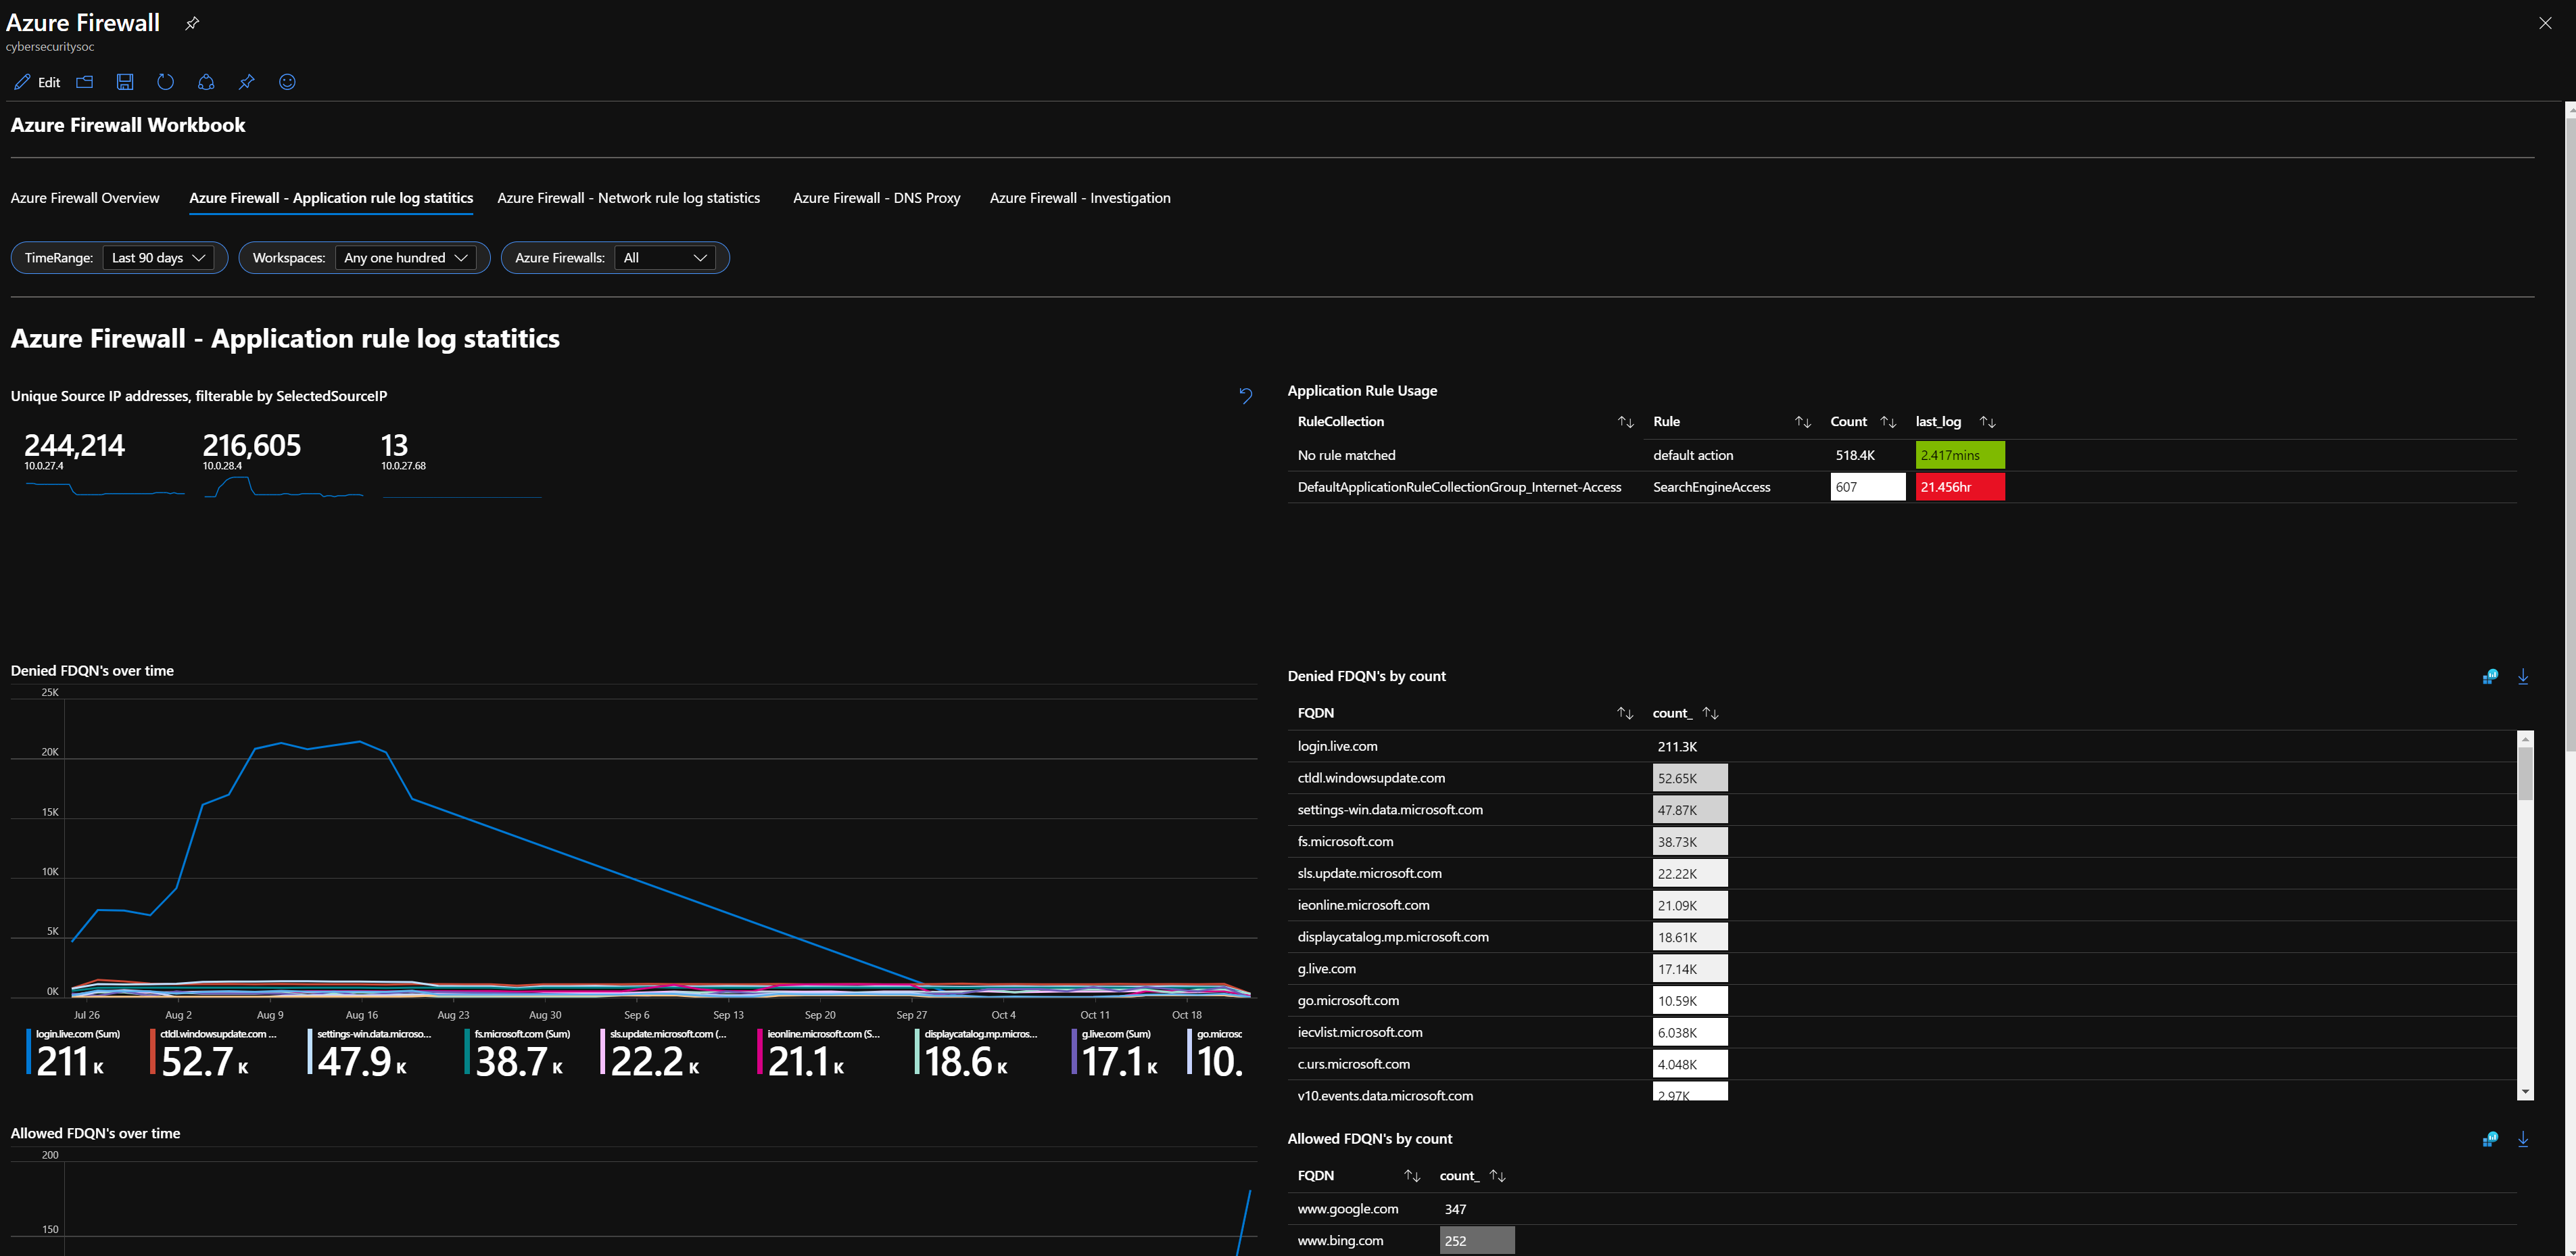 Azure Firewall
cybersecuritysoc
Edit
Azure Firewall Workbook
Azure Firewall Overview Azure Firewall - Application rule log statitics Azure Firewall - Network rule log statistics Azure Firewall - DNS Proxy Azure Firewall - Investigation
TimeRange: Last 90 days Workspaces: Any one hundred Azure Firewalls: All
Azure Firewall - Application rule log statitics
Unique Source IP addresses, filterable by SelectedSourceIP
244,214 216,605 13
10.0.27.4 10.0.28.4 10.0.27.68
Application Rule Usage
RuleCollection Rule Count last_log
No rule matched default action 518.4K 2.417mins
DefaultApplicationRuleCollectionGroup_Internet-Access SearchEngineAccess 607 21.456hr
Denied FDQN's over time
25K
20K
15K
10K
5K
0K
Jul 26 Aug 2 Aug 9 Aug 16 Aug 23 Aug 30 Sep 6 Sep 13 Sep 20 Sep 27 Oct 4 Oct 11 Oct 18
login.live.com (Sum) ctldl.windowsupdate.com ... settings-win.data.microso... fs.microsoft.com (Sum) sls.update.microsoft.com (... ieonline.microsoft.com (S... displaycatalog.mp.micros... g.live.com (Sum) go.microsc
211 K 52.7 K 47.9 K 38.7 K 22.2 K 21.1 K 18.6 K 17.1 K 10.
Denied FDQN's by count
FQDN count_
login.live.com 211.3K
ctldl.windowsupdate.com 52.65K
settings-win.data.microsoft.com 47.87K
fs.microsoft.com 38.73K
sls.update.microsoft.com 22.22K
ieonline.microsoft.com 21.09K
displaycatalog.mp.microsoft.com 18.61K
g.live.com 17.14K
go.microsoft.com 10.59K
iecvlist.microsoft.com 6.038K
c.urs.microsoft.com 4.048K
v10.events.data.microsoft.com 2.97K
Allowed FDQN's over time
200
150
Allowed FDQN's by count
FQDN count_
www.google.com 347
www.bing.com 252